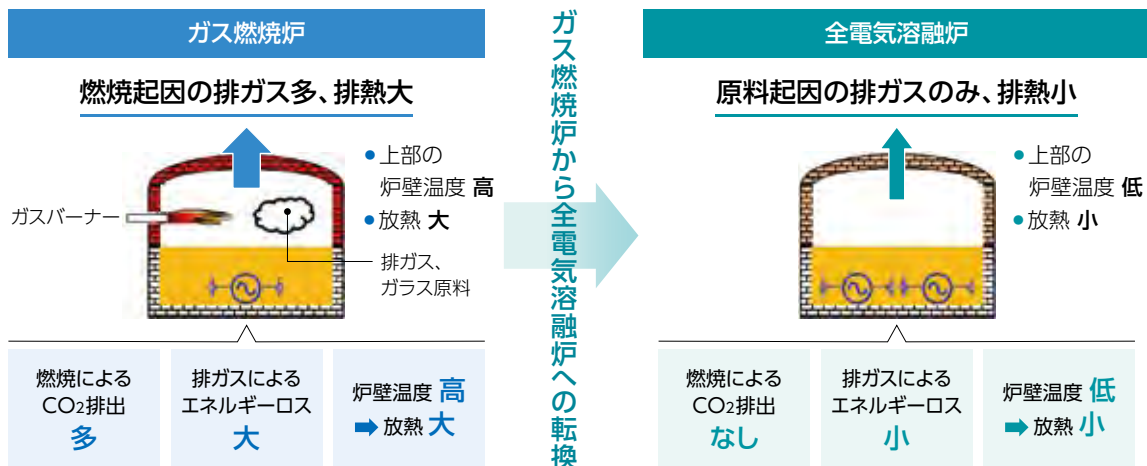 ガス燃焼炉
燃焼起因の排ガス多、排熱大
ガスバーナー
●上部の
炉壁温度 高
●放熱 大
排ガス、
ガラス原料
燃焼による
CO2排出
多
排ガスによる
エネルギーロス
大
炉壁温度 高
➡ 放熱 大
ガス燃焼炉から全電気溶融炉への転換
全電気溶融炉
原料起因の排ガスのみ、排熱小
●上部の
炉壁温度 低
●放熱 小
燃焼による
CO2排出
なし
排ガスによる
エネルギーロス
小
炉壁温度 低
➡ 放熱 小